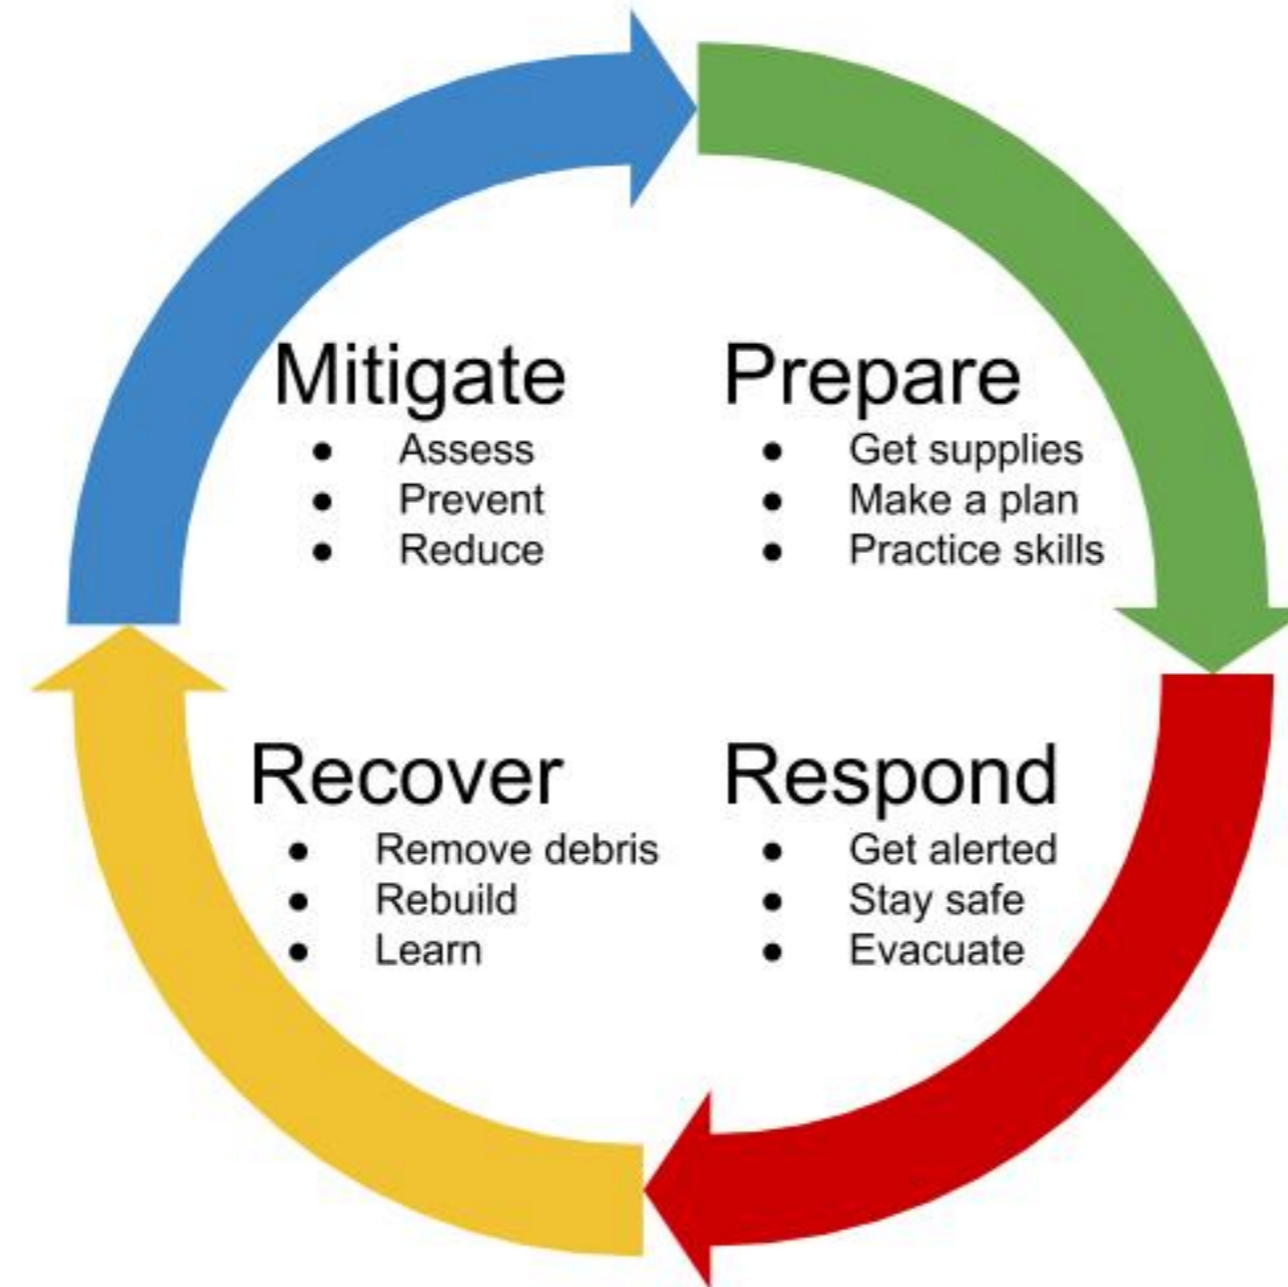 Mitigate
• Assess
• Prevent
• Reduce
Prepare
• Get supplies
• Make a plan
• Practice skills
Recover
• Remove debris
• Rebuild
• Learn
Respond
• Get alerted
• Stay safe
• Evacuate